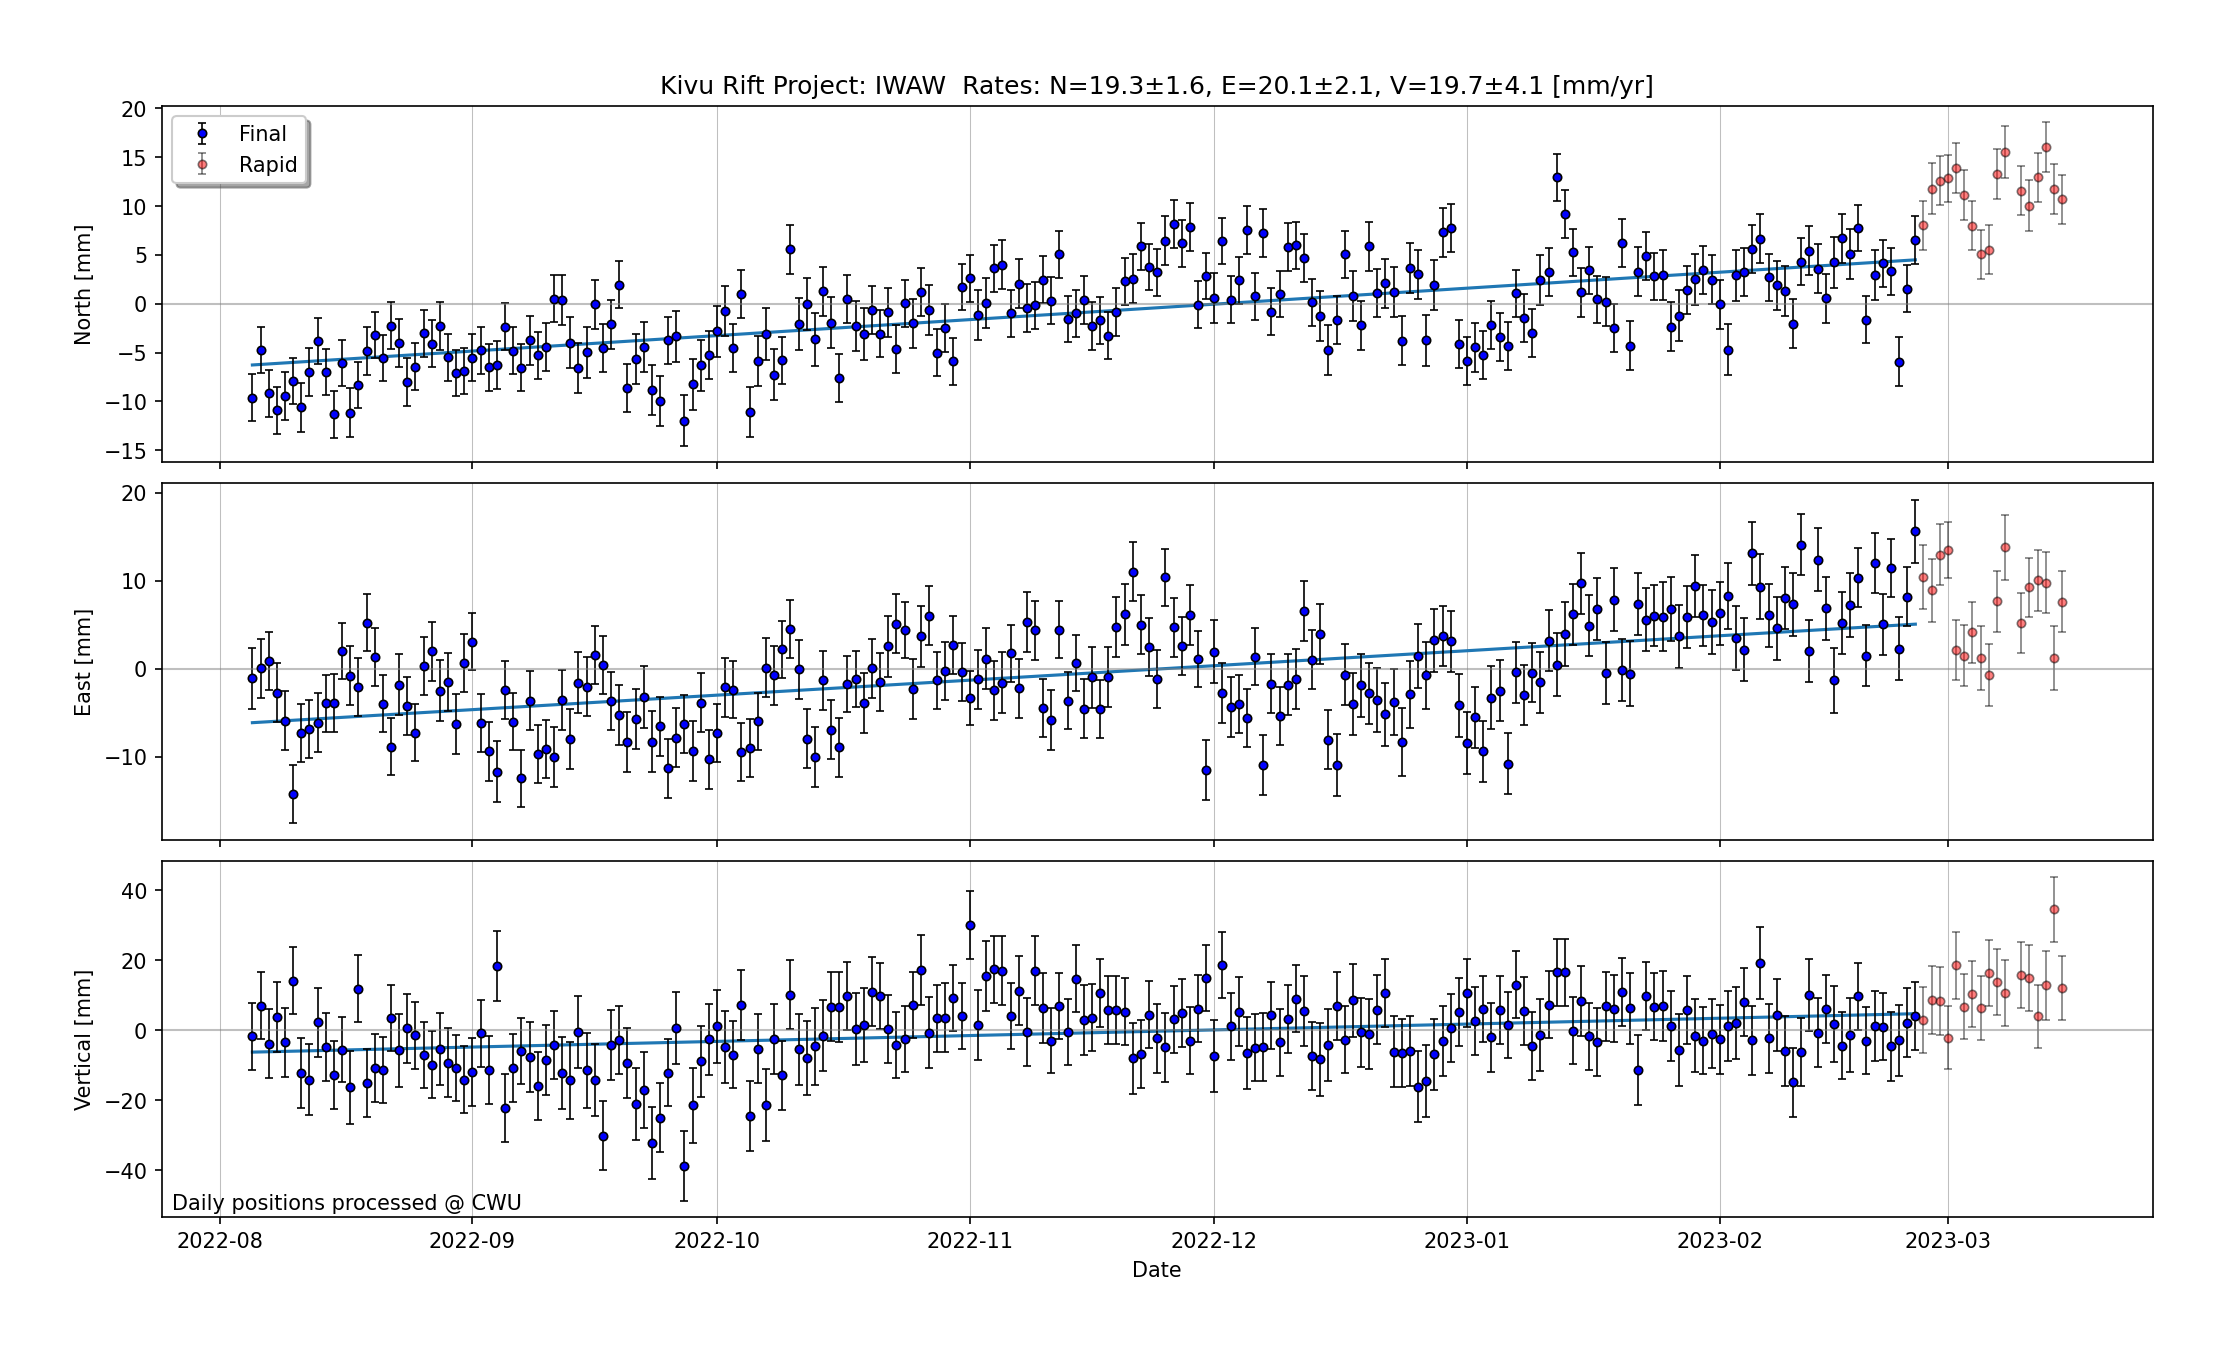 Kivu Rift Project: IWAW  Rates: N=19.3±1.6, E=20.1±2.1, V=19.7±4.1 [mm/yr]
Final
Rapid
North [mm]
20
15
10
5
0
−5
−10
−15
East [mm]
20
10
0
−10
Vertical [mm]
40
20
0
−20
−40
Daily positions processed @ CWU
2022-08 2022-09 2022-10 2022-11 2022-12 2023-01 2023-02 2023-03
Date